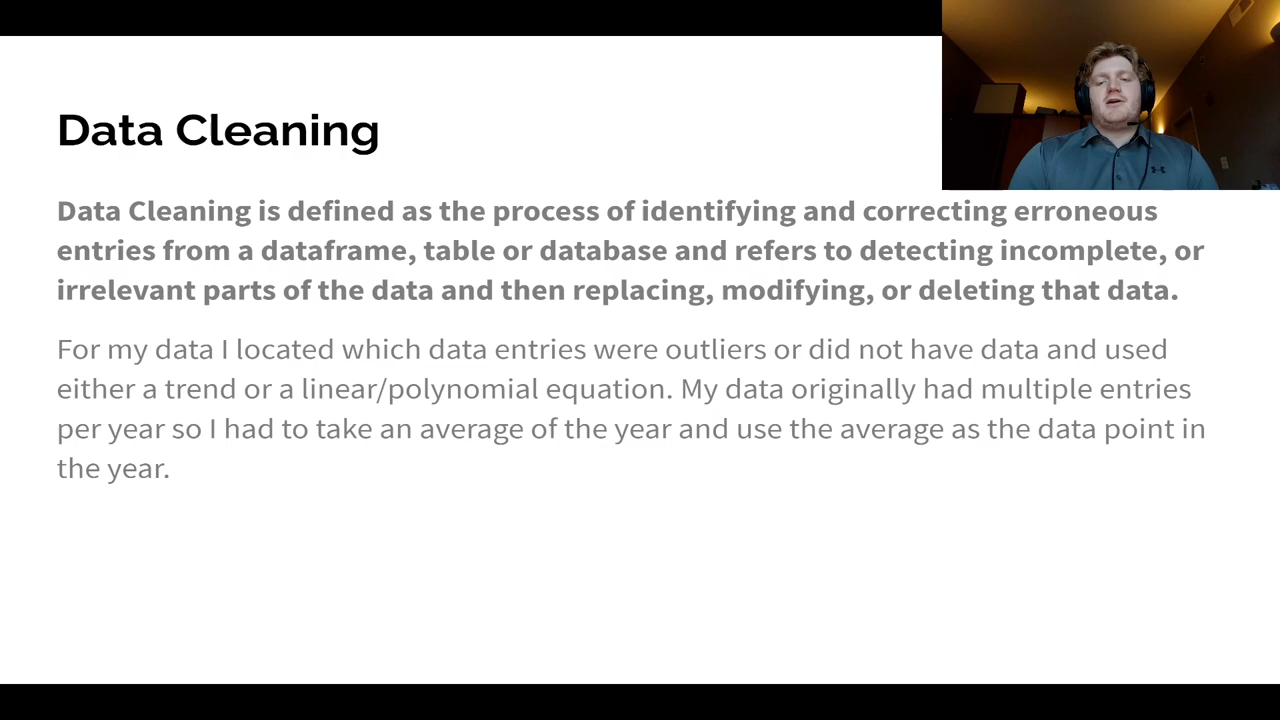 Data Cleaning
Data Cleaning is defined as the process of identifying and correcting erroneous
entries from a dataframe, table or database and refers to detecting incomplete, or
irrelevant parts of the data and then replacing, modifying, or deleting that data.
For my data I located which data entries were outliers or did not have data and used
either a trend or a linear/polynomial equation. My data originally had multiple entries
per year so I had to take an average of the year and use the average as the data point in
the year.